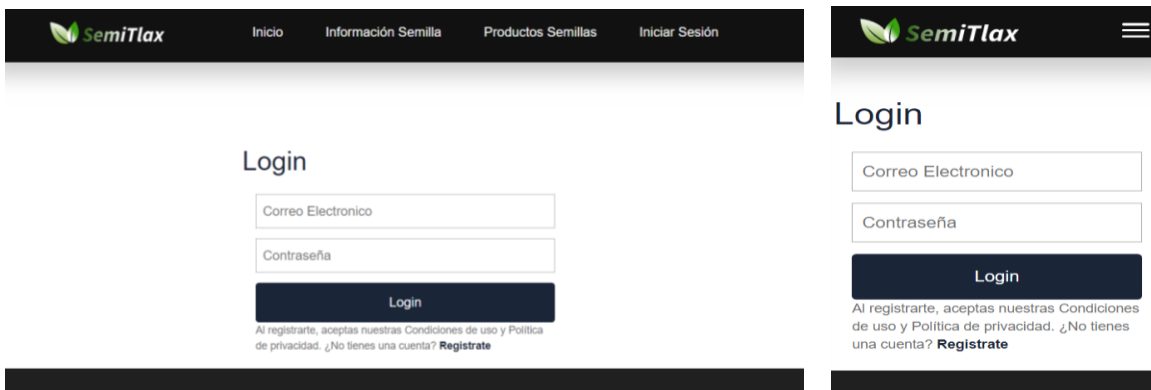 SemiTlax
Inicio
Información Semilla
Productos Semillas
Iniciar Sesión
Login
Correo Electronico
Contraseña
Login
Al registrarte, aceptas nuestras Condiciones de uso y Política
de privacidad. ¿No tienes una cuenta? Registrate
SemiTlax
Login
Correo Electronico
Contraseña
Login
Al registrarte, aceptas nuestras Condiciones
de uso y Política de privacidad. ¿No tienes
una cuenta? Registrate